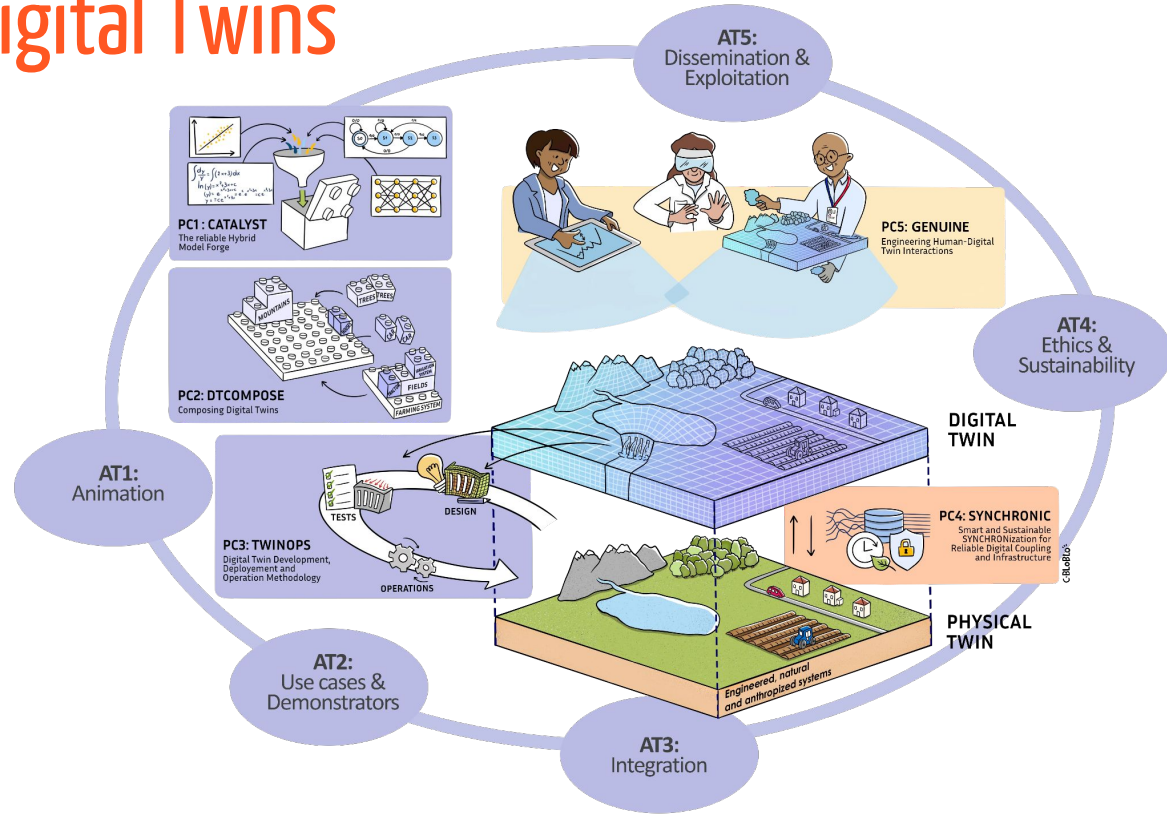 igital Twins
AT5:
Dissemination &
Exploitation
PC1: CATALYST
The reliable Hybrid
Model Forge
PC5: GENUINE
Engineering Human-Digital
Twin Interactions
MOUNTAINS
TREES
TREES
CAR
FIELDS
FARMING SYSTEM
PC2: DTCOMPOSE
Composing Digital Twins
AT4:
Ethics &
Sustainability
DIGITAL
TWIN
AT1:
Animation
TESTS
DESIGN
PC3: TWINOPS
Digital Twin Development,
Deployement and
Operation Methodology
OPERATIONS
PC4: SYNCHRONIC
Smart and Sustainable
SYNCHRONization for
Reliable Digital Coupling
and Infrastructure
PHYSICAL
TWIN
Engineered, natural
and anthropized systems
AT2:
Use cases &
Demonstrators
AT3:
Integration